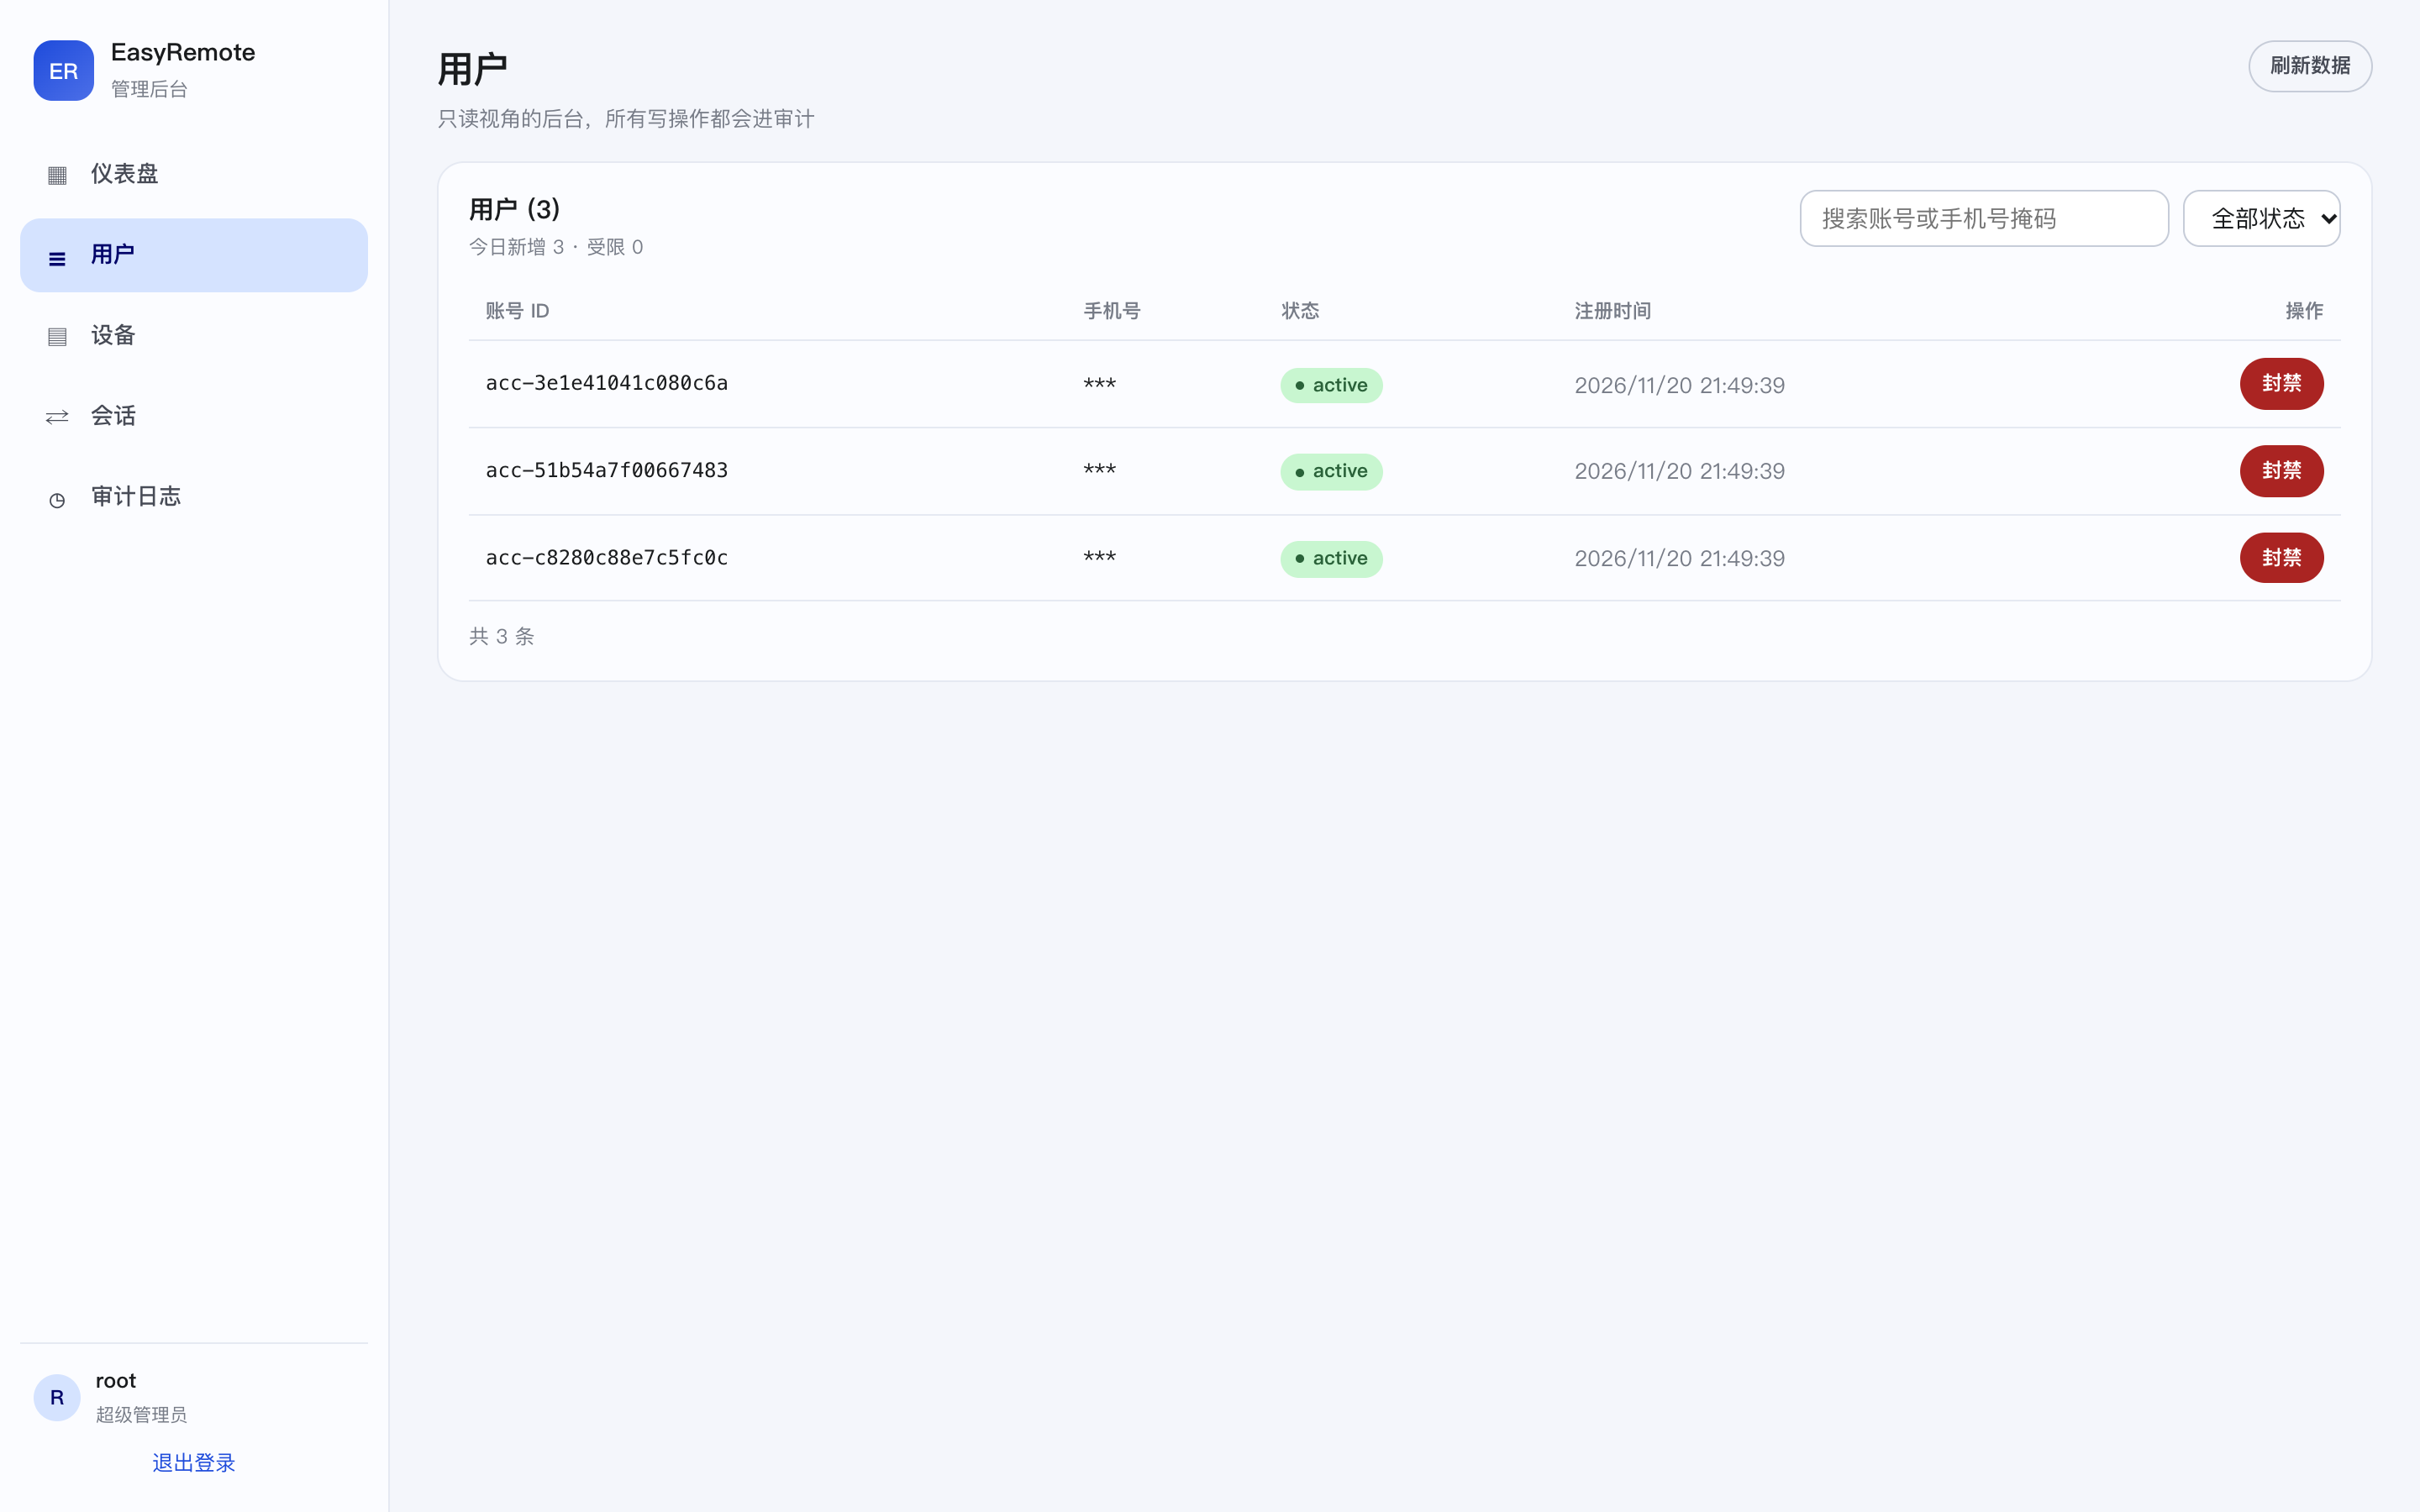 ER
EasyRemote
管理后台
仪表盘
用户
设备
会话
审计日志
root
R
超级管理员
退出登录
用户
只读视角的后台，所有写操作都会进审计
刷新数据
用户 (3)
今日新增 3 · 受限 0
搜索账号或手机号掩码
全部状态
账号 ID 手机号 状态 注册时间 操作
acc-3e1e41041c080c6a *** active 2026/11/20 21:49:39 封禁
acc-51b54a7f00667483 *** active 2026/11/20 21:49:39 封禁
acc-c8280c88e7c5fc0c *** active 2026/11/20 21:49:39 封禁
共 3 条